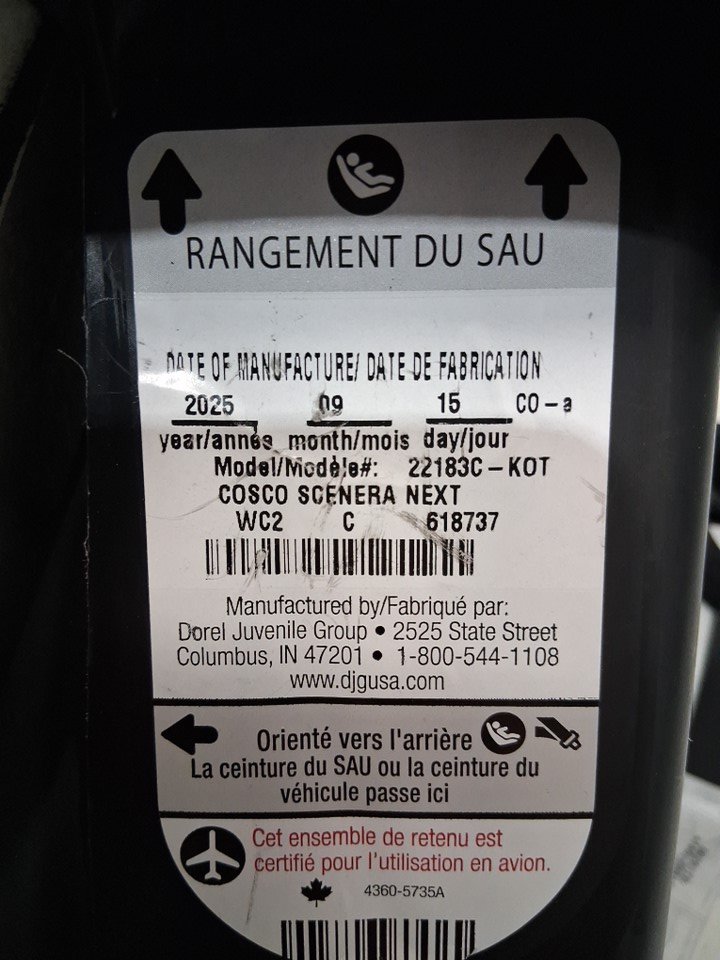 RANGEMENT DU SAU
DATE OF MANUFACTURE/ DATE DE FABRICATION
2025 09 15 CO-a
year/année month/mois day/jour
Model/Modèle#: 22183C-KOT
COSCO SCENERA NEXT
WC2 C 618737
Manufactured by/Fabriqué par:
Dorel Juvenile Group • 2525 State Street
Columbus, IN 47201 • 1-800-544-1108
www.djgusa.com
Orienté vers l'arrière
La ceinture du SAU ou la ceinture du
véhicule passe ici
Cet ensemble de retenu est
certifié pour l'utilisation en avion.
4360-5735A